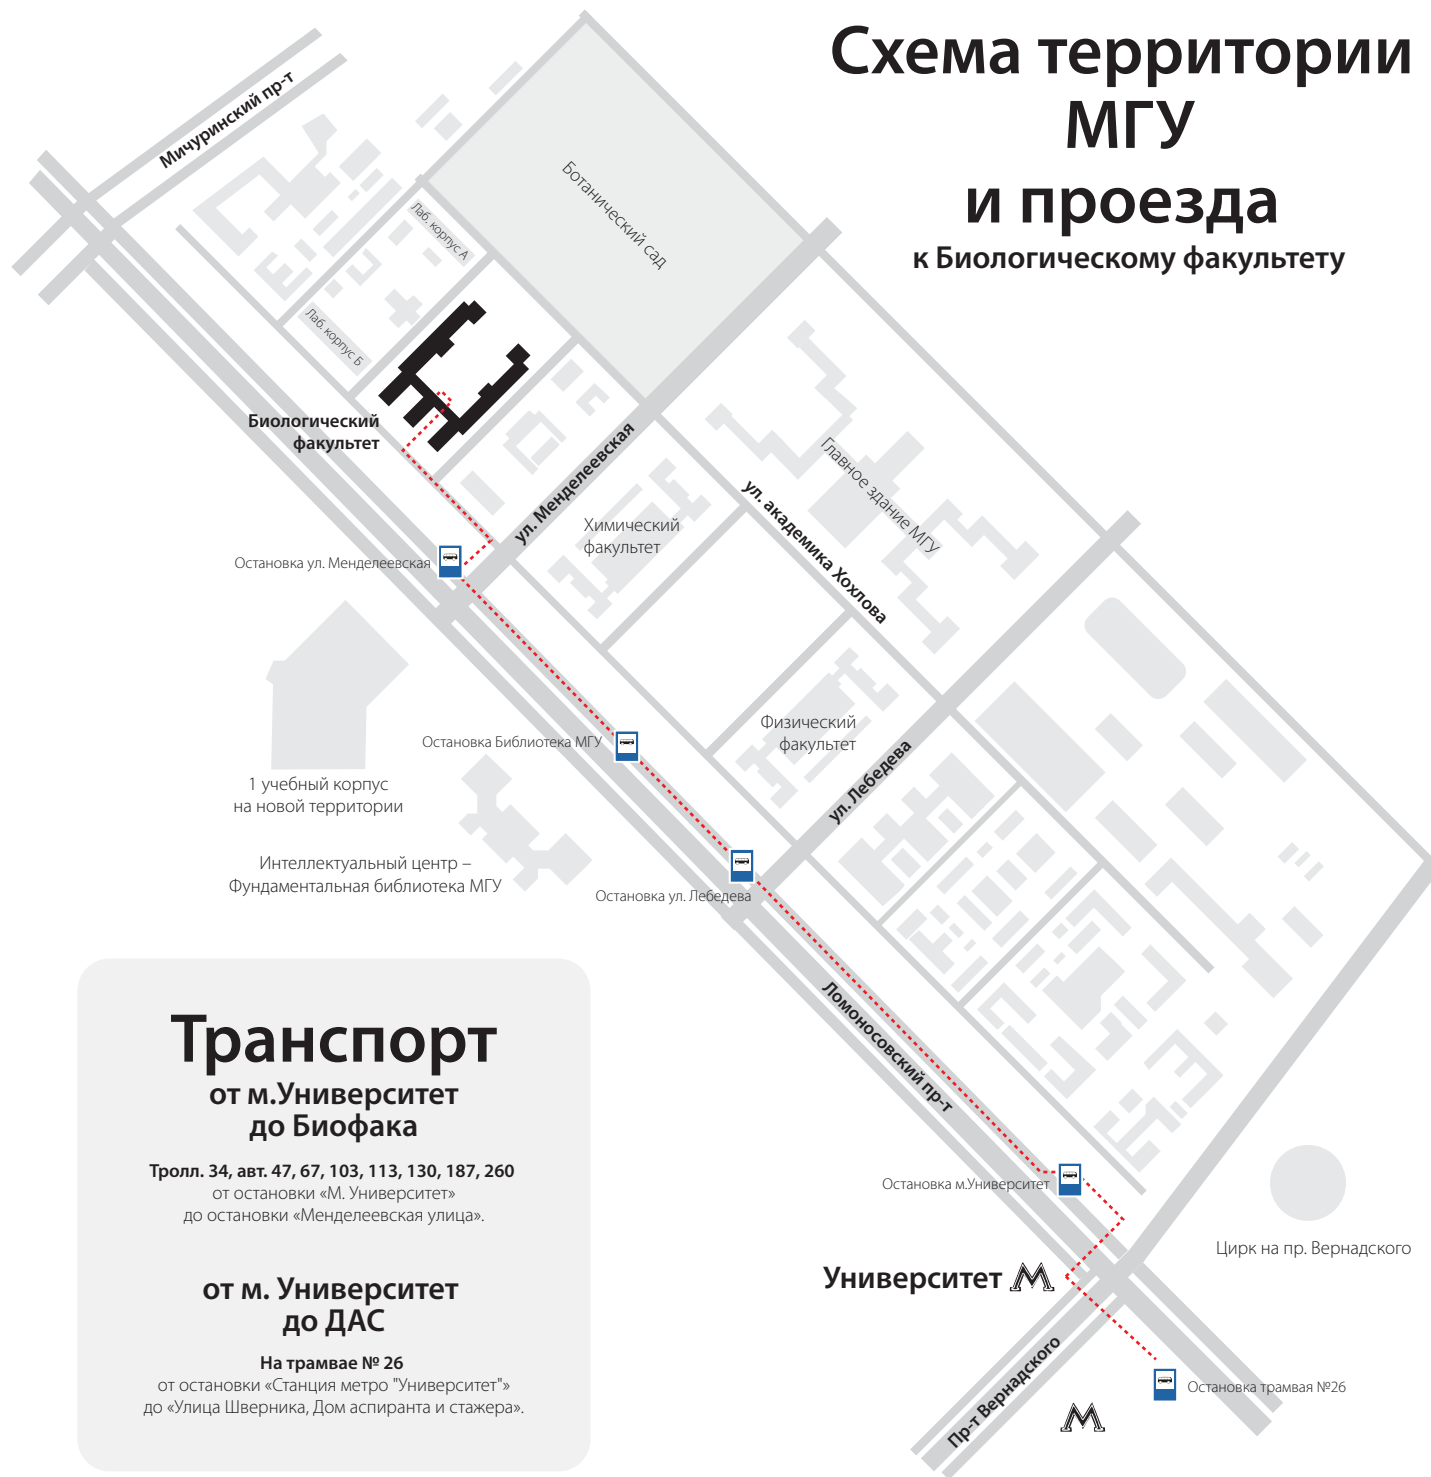 Схема территории
МГУ
и проезда
к Биологическому факультету
Мичуринский пр-т
Ботанический сад
Лаб. корпус А
Лаб. корпус Б
Биологический
факультет
ул. Менделеевская
Главное здание МГУ
ул. академика Хохлова
Химический
факультет
Остановка ул. Менделеевская
Физический
факультет
ул. Лебедева
Остановка Библиотека МГУ
1 учебный корпус
на новой территории
Интеллектуальный центр –
Фундаментальная библиотека МГУ
Остановка ул. Лебедева
Ломоносовский пр-т
Остановка м.Университет
Цирк на пр. Вернадского
Университет
Пр-т Вернадского
Остановка трамвая №26
Транспорт
от м.Университет
до Биофака
Тролл. 34, авт. 47, 67, 103, 113, 130, 187, 260
от остановки «М. Университет»
до остановки «Менделеевская улица».
от м. Университет
до ДАС
На трамвае № 26
от остановки «Станция метро "Университет"»
до «Улица Шверника, Дом аспиранта и стажера».